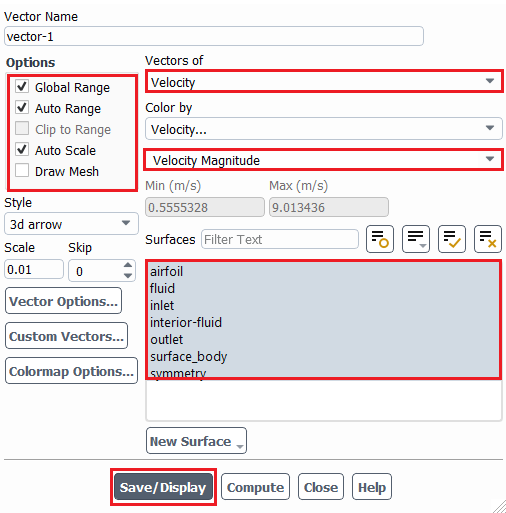 Vector Name
vector-1
Options
Global Range
Auto Range
Clip to Range
Auto Scale
Draw Mesh
Style
3d arrow
Scale
Skip
0.01
0
Vector Options...
Custom Vectors...
Colormap Options...
Vectors of
Velocity
Color by
Velocity...
Velocity Magnitude
Min (m/s)
Max (m/s)
0.5555328
9.013436
Surfaces
Filter Text
airfoil
fluid
inlet
interior-fluid
outlet
surface_body
symmetry
New Surface
Save/Display
Compute
Close
Help